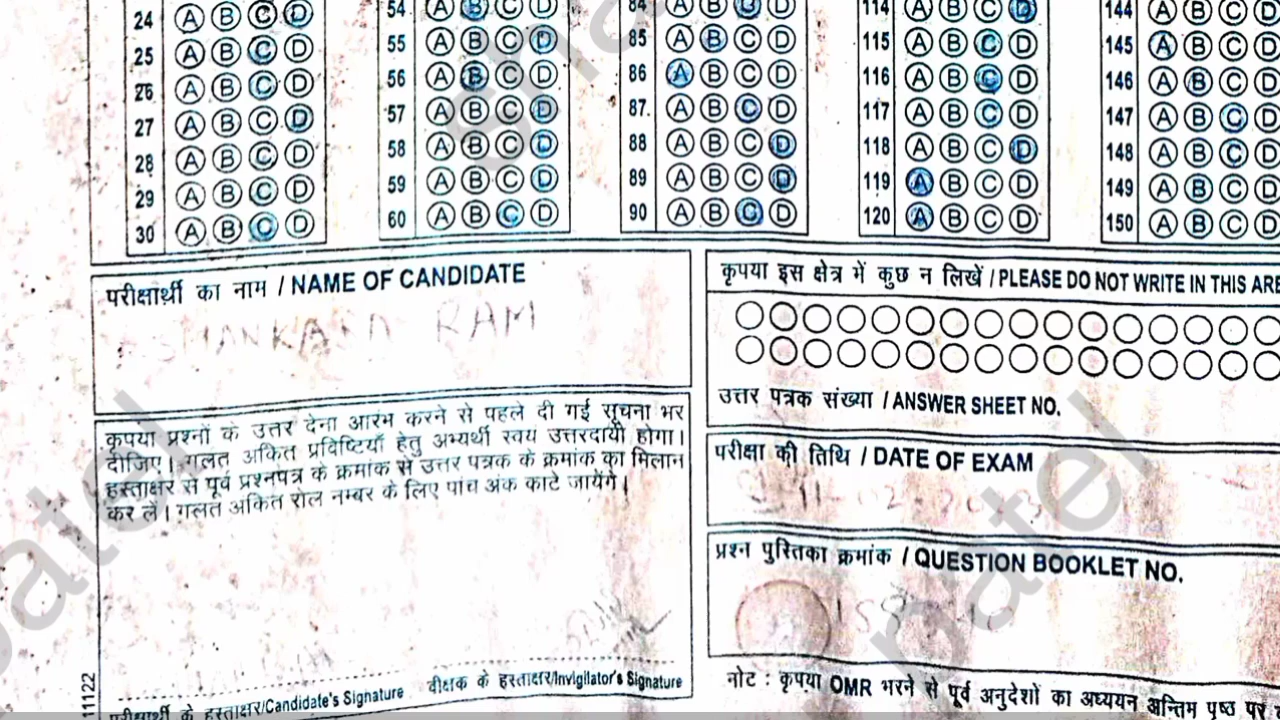 24 A B C D 54 A B C D 84 A B C D 114 A B C D 144 A B C D
25 A B C D 55 A B C D 85 A B C D 115 A B C D 145 A B C D
26 A B C D 56 A B C D 86 A B C D 116 A B C D 146 A B C D
27 A B C D 57 A B C D 87. A B C D 117 A B C D 147 A B C D
28 A B C D 58 A B C D 88 A B C D 118 A B C D 148 A B C D
29 A B C D 59 A B C D 89 A B C D 119 A B C D 149 A B C D
30 A B C D 60 A B C D 90 A B C D 120 A B C D 150 A B C D
परीक्षार्थी का नाम / NAME OF CANDIDATE
RAM
कृपया प्रश्नों के उत्तर देना आरंभ करने से पहले दी गई सूचना भर
दीजिए। गलत अंकित प्रविष्टियाँ हेतु अभ्यर्थी स्वयं उत्तरदायी होगा।
हस्ताक्षर से पूर्व प्रश्नपत्र के क्रमांक से उत्तर पत्रक के क्रमांक का मिलान
कर लें। गलत अंकित रोल नम्बर के लिए पांच अंक काटे जायेंगे।
परीक्षार्थी के हस्ताक्षर/Candidate's Signature वीक्षक के हस्ताक्षर/Invigilator's Signature
11122
कृपया इस क्षेत्र में कुछ न लिखें / PLEASE DO NOT WRITE IN THIS ARE
उत्तर पत्रक संख्या / ANSWER SHEET NO.
परीक्षा की तिथि / DATE OF EXAM
प्रश्न पुस्तिका क्रमांक / QUESTION BOOKLET NO.
नोट : कृपया OMR भरने से पूर्व अनुदेशों का अध्ययन अन्तिम पृष्ठ पर
patel
patel